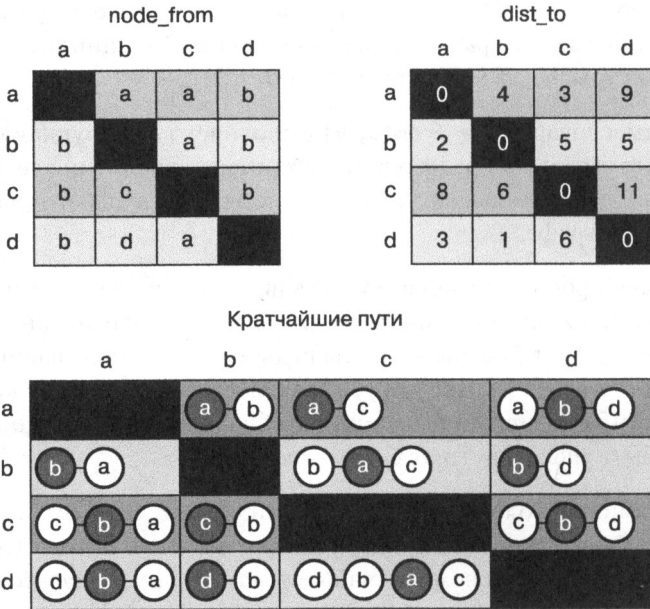 node_from dist_to
a b c d a b c d
a a a b a 0 4 3 9
b b a b b 2 0 5 5
c b c b c 8 6 0 11
d b d a d 3 1 6 0
Кратчайшие пути
a b c d
a a b a c a b d
b b a b a c b d
c c b a c b c b d
d d b a d b d b a c